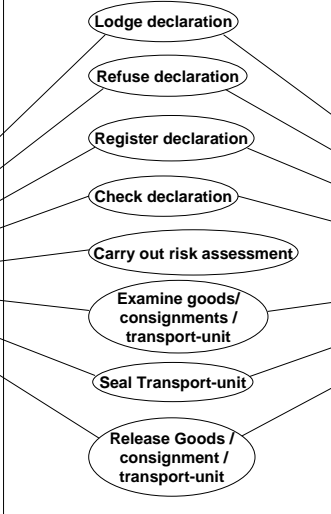 Lodge declaration
Refuse declaration
Register declaration
Check declaration
Carry out risk assessment
Examine goods/
consignments /
transport-unit
Seal Transport-unit
Release Goods /
consignment /
transport-unit